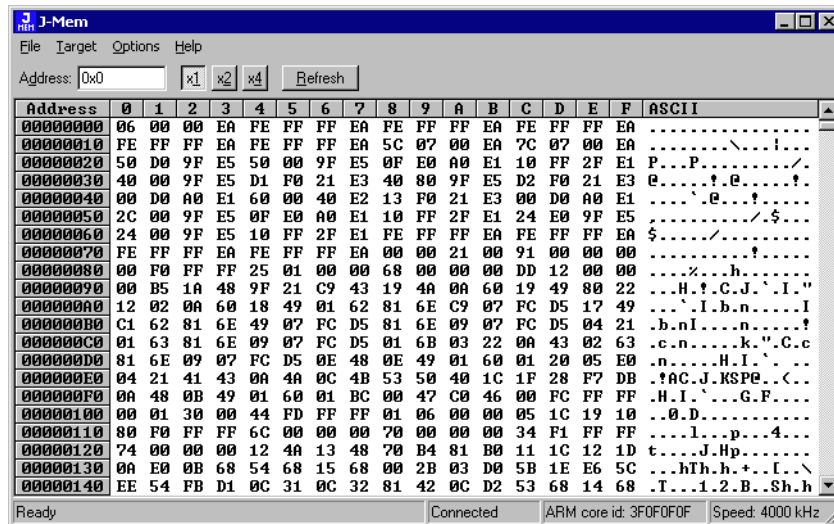 J-Mem
File Target Options Help
Address: 0x0 x1 x2 x4 Refresh
Address 0 1 2 3 4 5 6 7 8 9 A B C D E F ASCII
00000000 06 00 00 EA FE FF FF EA FE FF FF EA FE FF FF EA ................
00000010 FE FF FF EA FE FF FF EA 5C 07 00 EA 7C 07 00 EA ........\...|...
00000020 50 D0 9F E5 50 00 9F E5 0F E0 A0 E1 10 FF 2F E1 P...P........./.
00000030 40 00 9F E5 D1 F0 21 E3 40 80 9F E5 D2 F0 21 E3 @.....!.@.....!.
00000040 00 D0 A0 E1 60 00 40 E2 13 F0 21 E3 00 D0 A0 E1 ....`.@...!.....
00000050 2C 00 9F E5 0F E0 A0 E1 10 FF 2F E1 24 E0 9F E5 ,........./.$...
00000060 24 00 9F E5 10 FF 2F E1 FE FF FF EA FE FF FF EA $...../.........
00000070 FE FF FF EA FE FF FF EA 00 00 21 00 91 00 00 00 ..........!.....
00000080 00 F0 FF FF 25 01 00 00 68 00 00 00 DD 12 00 00 ....%...h.......
00000090 00 B5 1A 48 9F 21 C9 43 19 4A 0A 60 19 49 80 22 ...H.!.C.J.`.I."
000000A0 12 02 0A 60 18 49 01 62 81 6E C9 07 FC D5 17 49 ...`.I.b.n.....I
000000B0 C1 62 81 6E 49 07 FC D5 81 6E 09 07 FC D5 04 21 .b.nI....n.....!
000000C0 01 63 81 6E 09 07 FC D5 01 6B 03 22 0A 43 02 63 .c.n.....k.".C.c
000000D0 81 6E 09 07 FC D5 0E 48 0E 49 01 60 01 20 05 E0 .n.....H.I.`. ..
000000E0 04 21 41 43 0A 4A 0C 4B 53 50 40 1C 1F 28 F7 DB .!AC.J.KSP@..(..
000000F0 0A 48 0B 49 01 60 01 BC 00 47 C0 46 00 FC FF FF .H.I.`...G.F....
00000100 00 01 30 00 44 FD FF FF 01 06 00 00 05 1C 19 10 ..0.D...........
00000110 80 F0 FF FF 6C 00 00 00 70 00 00 00 34 F1 FF FF ....l...p...4...
00000120 74 00 00 00 12 4A 13 48 70 B4 81 B0 11 1C 12 1D t....J.Hp.......
00000130 0A E0 0B 68 54 68 15 68 00 2B 03 D0 5B 1E E6 5C ...hTh.h.+..[..\
00000140 EE 54 FB D1 0C 31 0C 32 81 42 0C D2 53 68 14 68 .T...1.2.B..Sh.h
Ready Connected ARM core id: 3F0F0F0F Speed: 4000 kHz